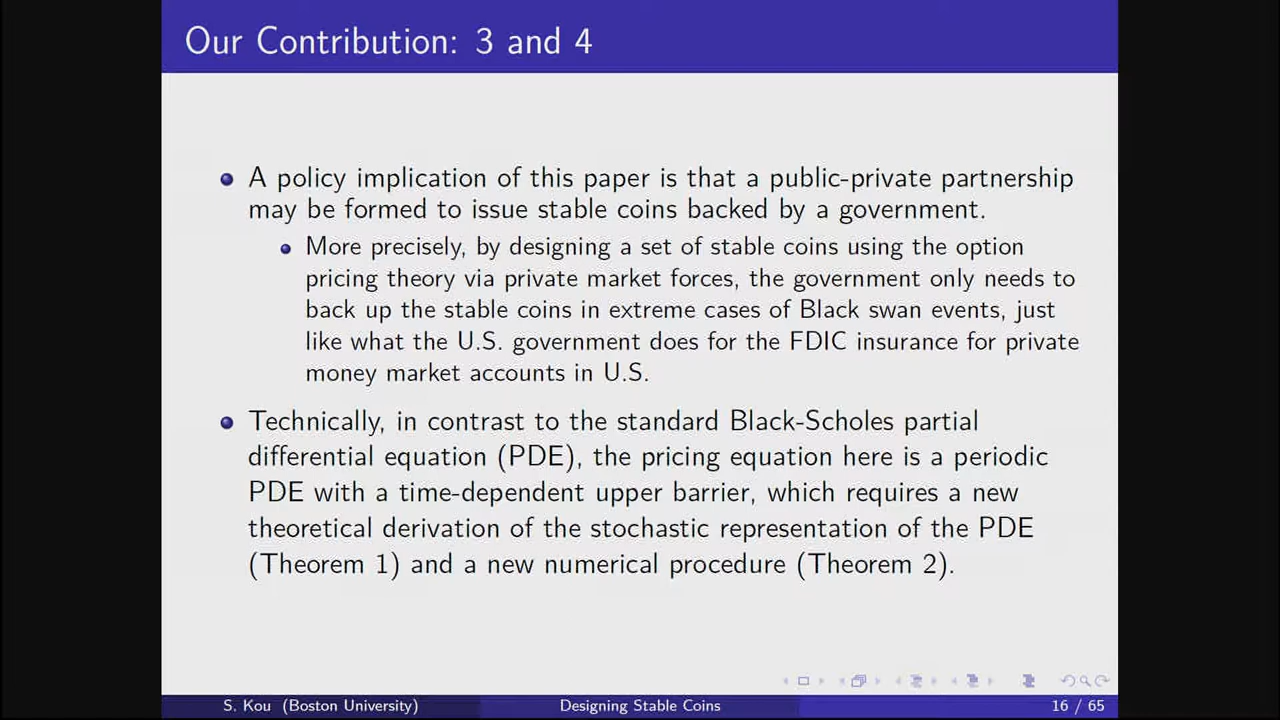 Our Contribution: 3 and 4
A policy implication of this paper is that a public-private partnership
may be formed to issue stable coins backed by a government.
More precisely, by designing a set of stable coins using the option
pricing theory via private market forces, the government only needs to
back up the stable coins in extreme cases of Black swan events, just
like what the U.S. government does for the FDIC insurance for private
money market accounts in U.S.
Technically, in contrast to the standard Black-Scholes partial
differential equation (PDE), the pricing equation here is a periodic
PDE with a time-dependent upper barrier, which requires a new
theoretical derivation of the stochastic representation of the PDE
(Theorem 1) and a new numerical procedure (Theorem 2).
S. Kou (Boston University)
Designing Stable Coins
16 / 65